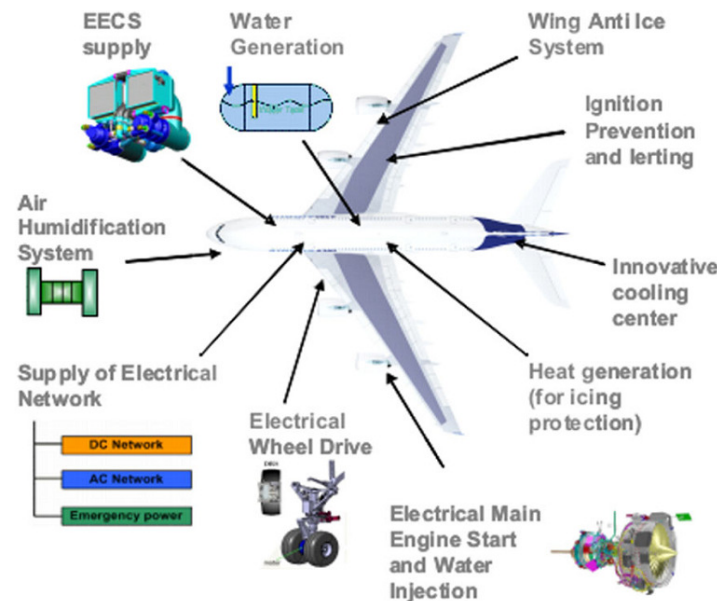 EECS
supply
Water
Generation
Wing Anti Ice
System
Ignition
Prevention
and Ierting
Air
Humidification
System
Innovative
cooling
center
Supply of Electrical
Network
DC Network
AC Network
Emergency power
Electrical
Wheel Drive
Heat generation
(for icing
protection)
Electrical Main
Engine Start
and Water
Injection